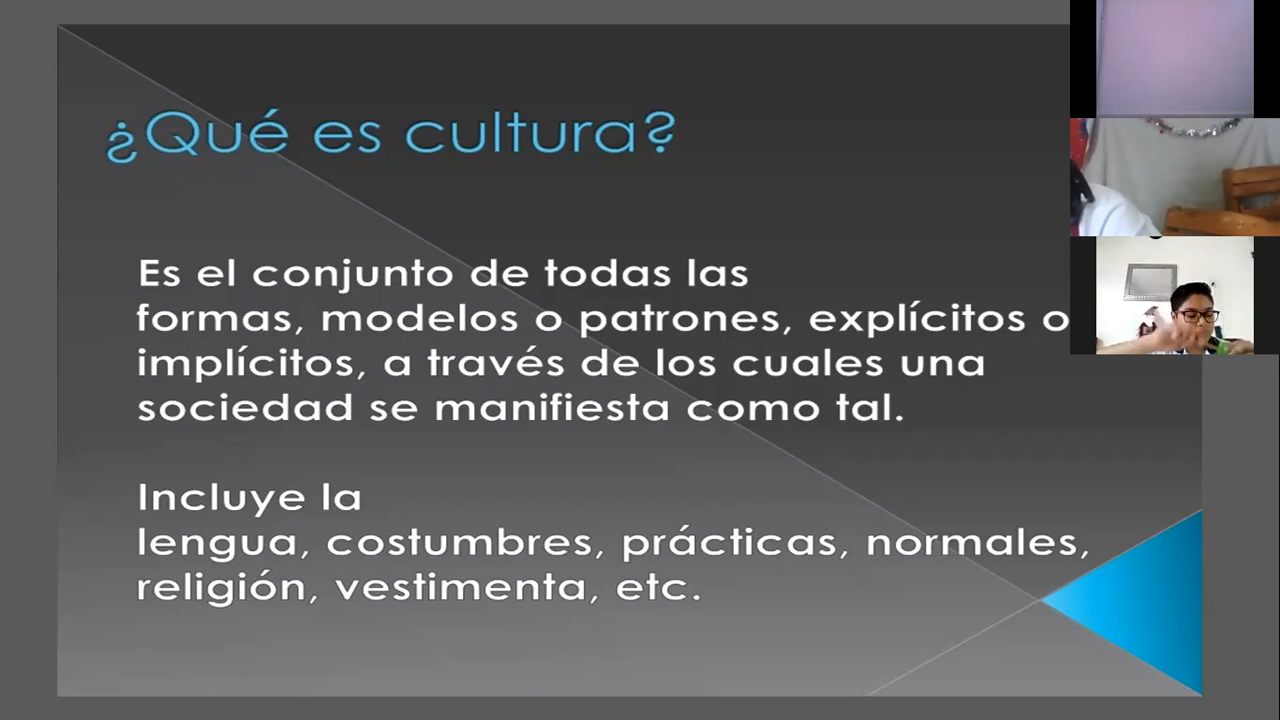 ¿Qué es cultura?
Es el conjunto de todas las
formas, modelos o patrones, explícitos o
implícitos, a través de los cuales una
sociedad se manifiesta como tal.
Incluye la
lengua, costumbres, prácticas, normales,
religión, vestimenta, etc.